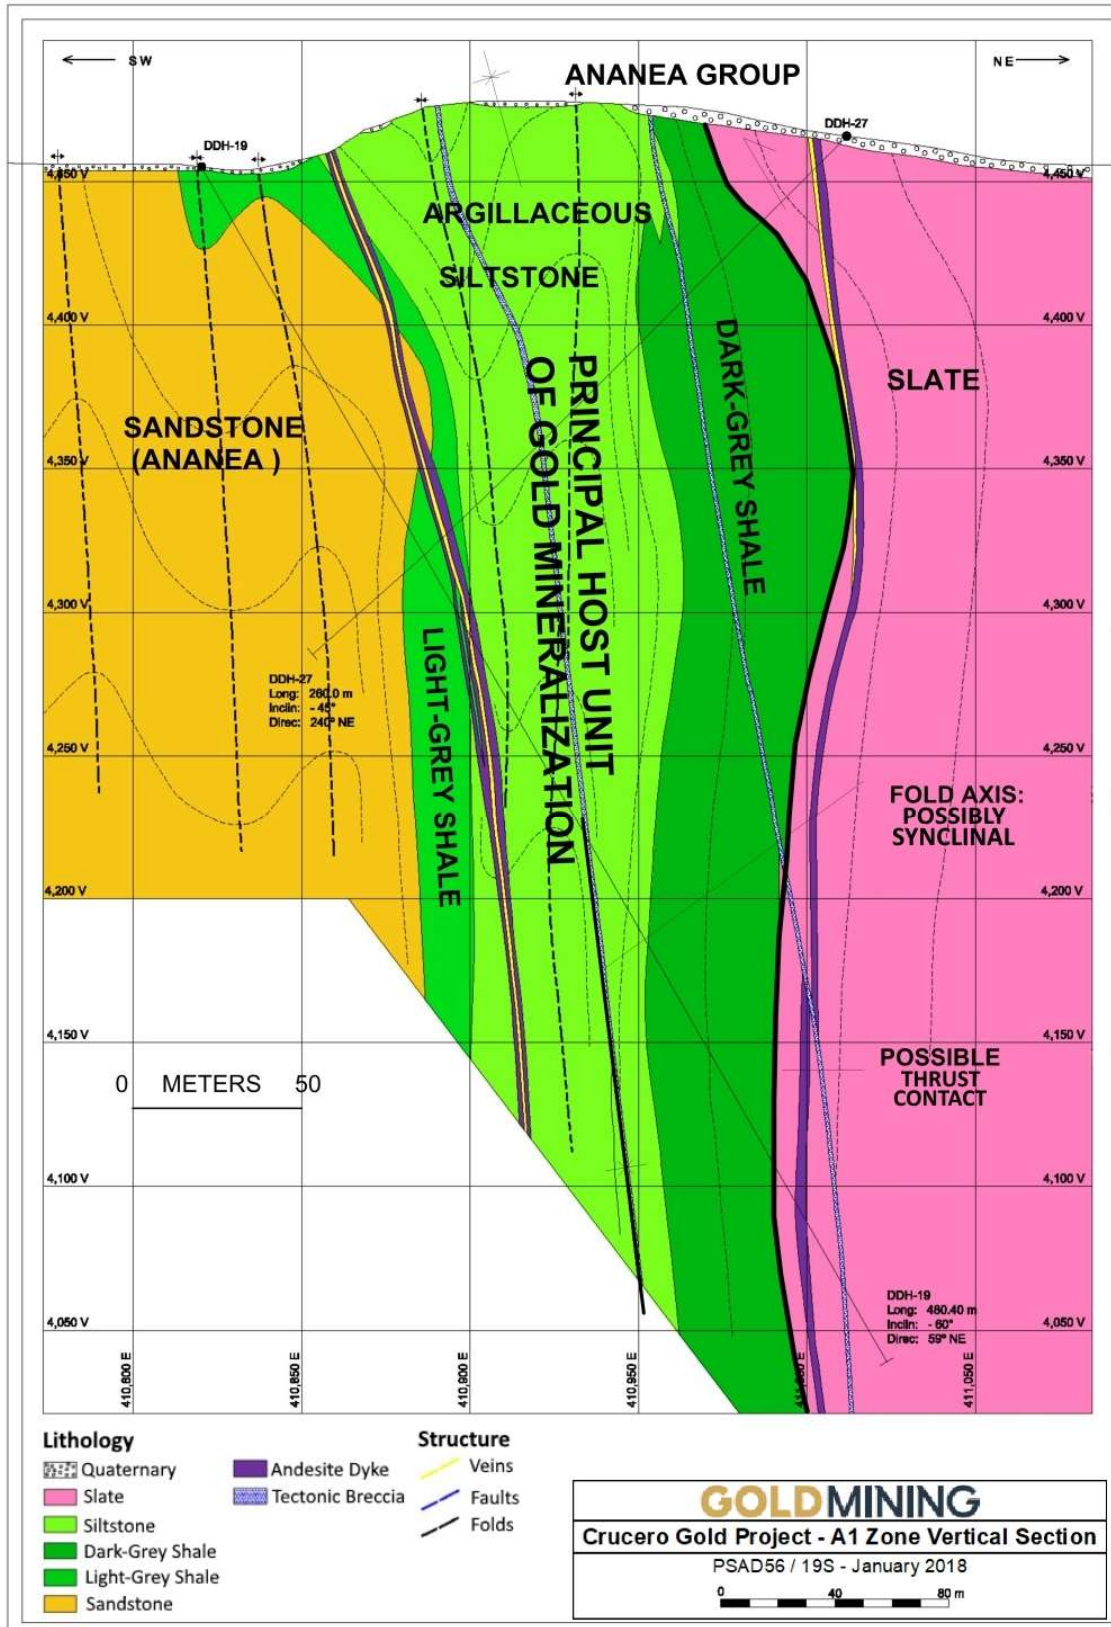 SW
ANANEA GROUP
NE
DDH-19
DDH-27
4,450 V
4,450 V
ARGILLACEOUS
SILTSTONE
4,400 V
4,400 V
PRINCIPAL HOST UNIT
OF GOLD MINERALIZATION
DARK-GREY SHALE
SLATE
SANDSTONE
(ANANEA )
4,350 V
4,350 V
4,300 V
4,300 V
LIGHT-GREY SHALE
DDH-27
Long: 260.0 m
Inclin: - 45°
Direc: 240° NE
4,250 V
4,250 V
FOLD AXIS:
POSSIBLY
SYNCLINAL
4,200 V
4,200 V
4,150 V
4,150 V
POSSIBLE
THRUST
CONTACT
0 METERS 50
4,100 V
4,100 V
DDH-19
Long: 480.40 m
Inclin: - 60°
Direc: 59° NE
4,050 V
4,050 V
410,800 E
410,850 E
410,950 E
411,050 E
Lithology
Quaternary
Slate
Siltstone
Dark-Grey Shale
Light-Grey Shale
Sandstone
Andesite Dyke
Tectonic Breccia
Structure
Veins
Faults
Folds
GOLDMINING
Crucero Gold Project - A1 Zone Vertical Section
PSAD56 / 19S - January 2018
0 40 80 m